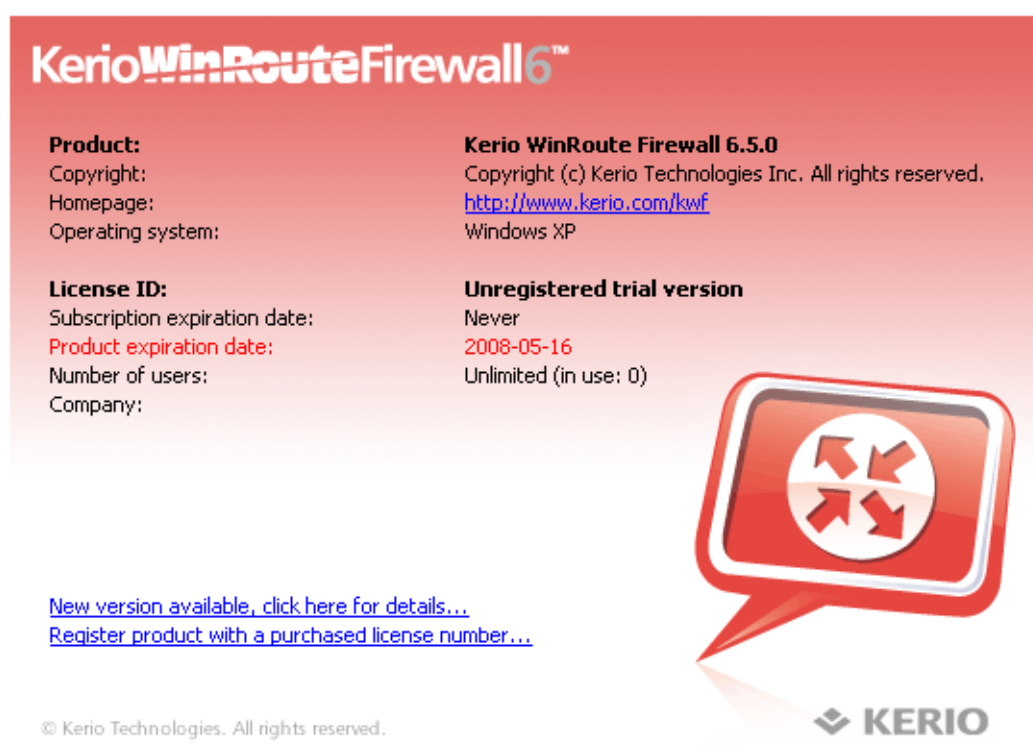 KerioWinRouteFirewall6™
Product: Kerio WinRoute Firewall 6.5.0
Copyright: Copyright (c) Kerio Technologies Inc. All rights reserved.
Homepage: http://www.kerio.com/kwf
Operating system: Windows XP
License ID: Unregistered trial version
Subscription expiration date: Never
Product expiration date: 2008-05-16
Number of users: Unlimited (in use: 0)
Company:
New version available, click here for details...
Register product with a purchased license number...
© Kerio Technologies. All rights reserved.
KERIO